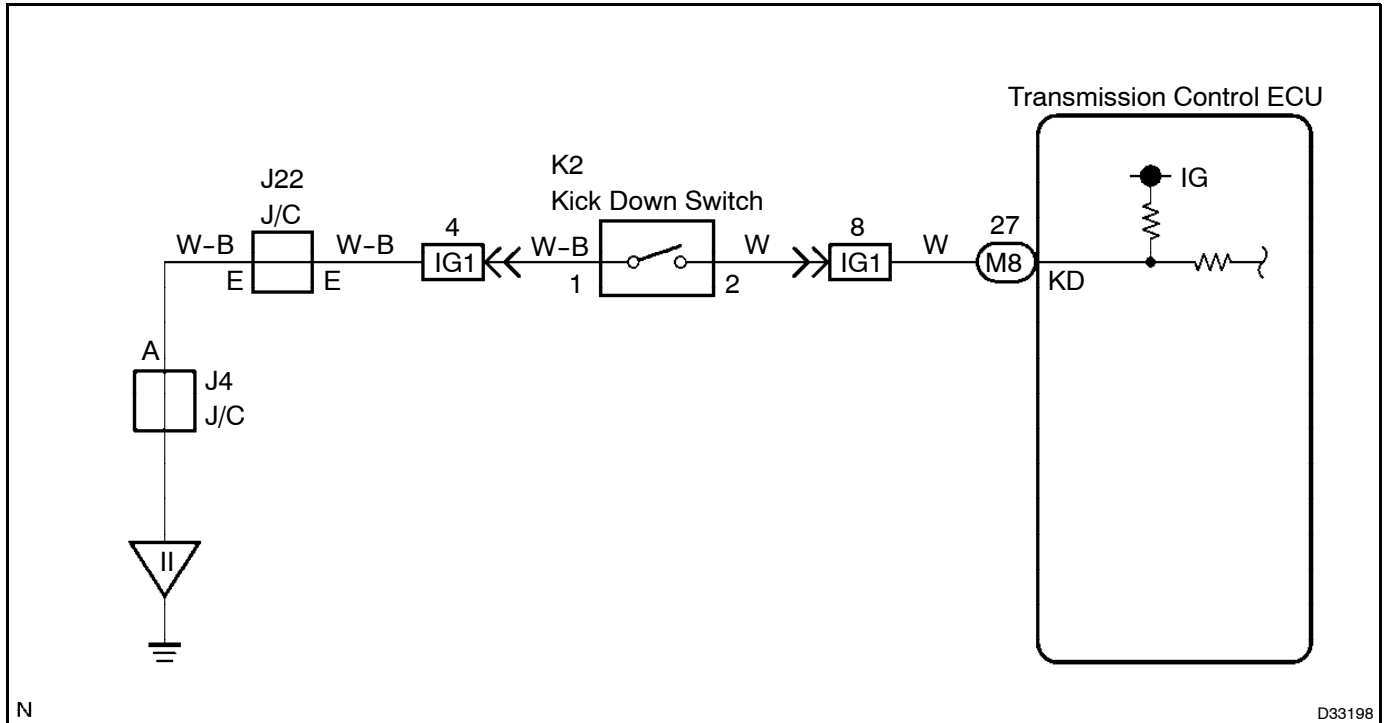 Transmission Control ECU
K2
Kick Down Switch
J22
J/C
IG
W-B
W-B
4
IG1
W-B
W
8
IG1
W
27
M8
E
E
1
2
KD
A
J4
J/C
II
N
D33198